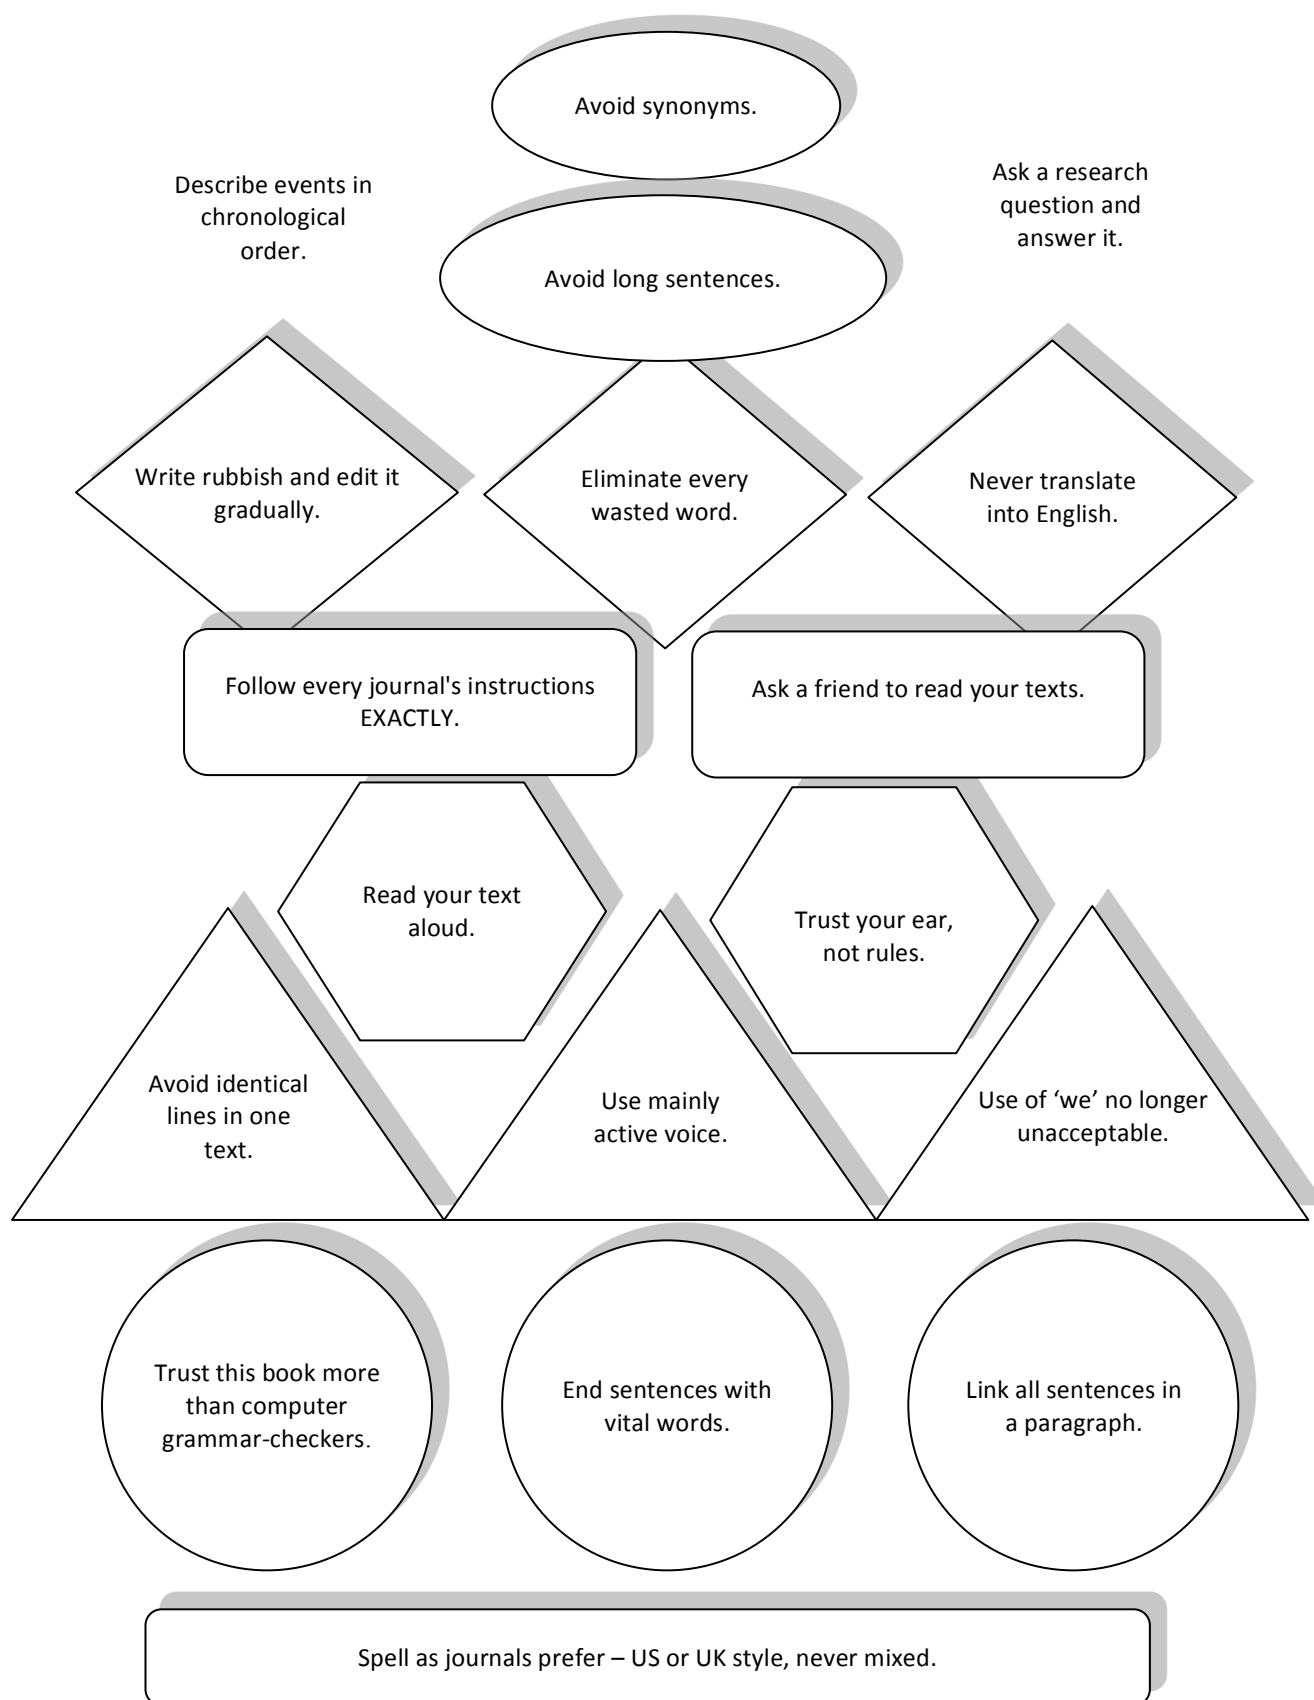 Avoid synonyms.
Describe events in
chronological
order.
Ask a research
question and
answer it.
Avoid long sentences.
Write rubbish and edit it
gradually.
Eliminate every
wasted word.
Never translate
into English.
Follow every journal's instructions
EXACTLY.
Ask a friend to read your texts.
Read your text
aloud.
Trust your ear,
not rules.
Avoid identical
lines in one
text.
Use mainly
active voice.
Use of ‘we’ no longer
unacceptable.
Trust this book more
than computer
grammar-checkers.
End sentences with
vital words.
Link all sentences in
a paragraph.
Spell as journals prefer – US or UK style, never mixed.